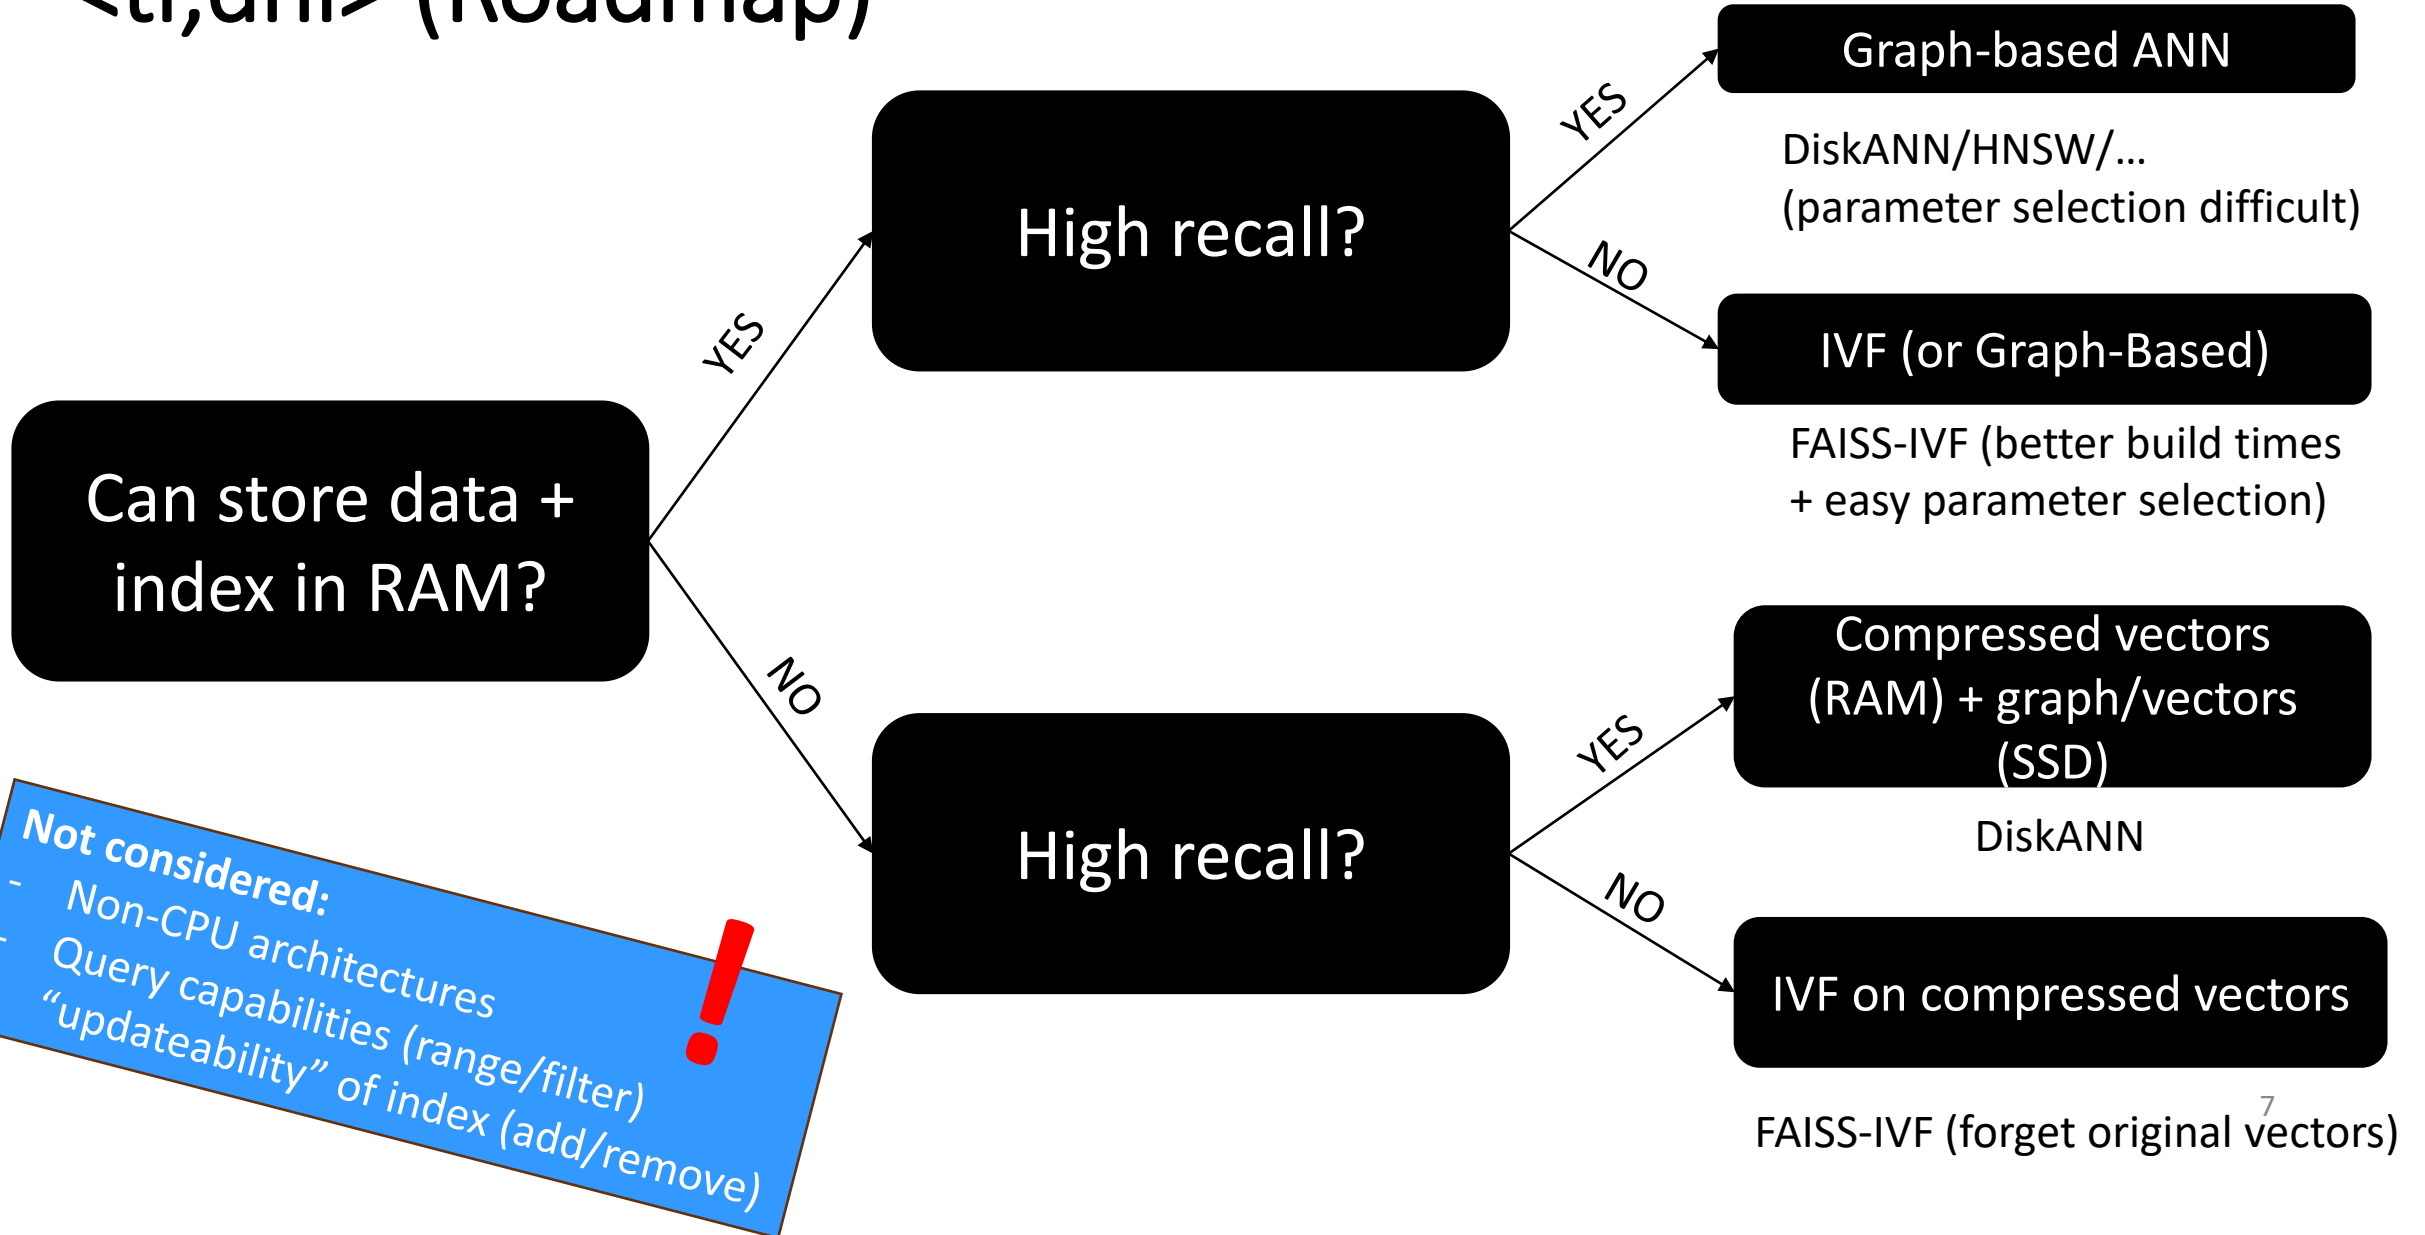 (Roadmap)
Graph-based ANN
YES
DiskANN/HNSW/…
(parameter selection difficult)
High recall?
NO
IVF (or Graph-Based)
FAISS-IVF (better build times
+ easy parameter selection)
YES
Can store data +
index in RAM?
NO
Compressed vectors
(RAM) + graph/vectors
(SSD)
YES
DiskANN
High recall?
NO
IVF on compressed vectors
FAISS-IVF (forget original vectors)
Not considered:
- Non-CPU architectures
- Query capabilities (range/filter)
“updateability” of index (add/remove)
!
7